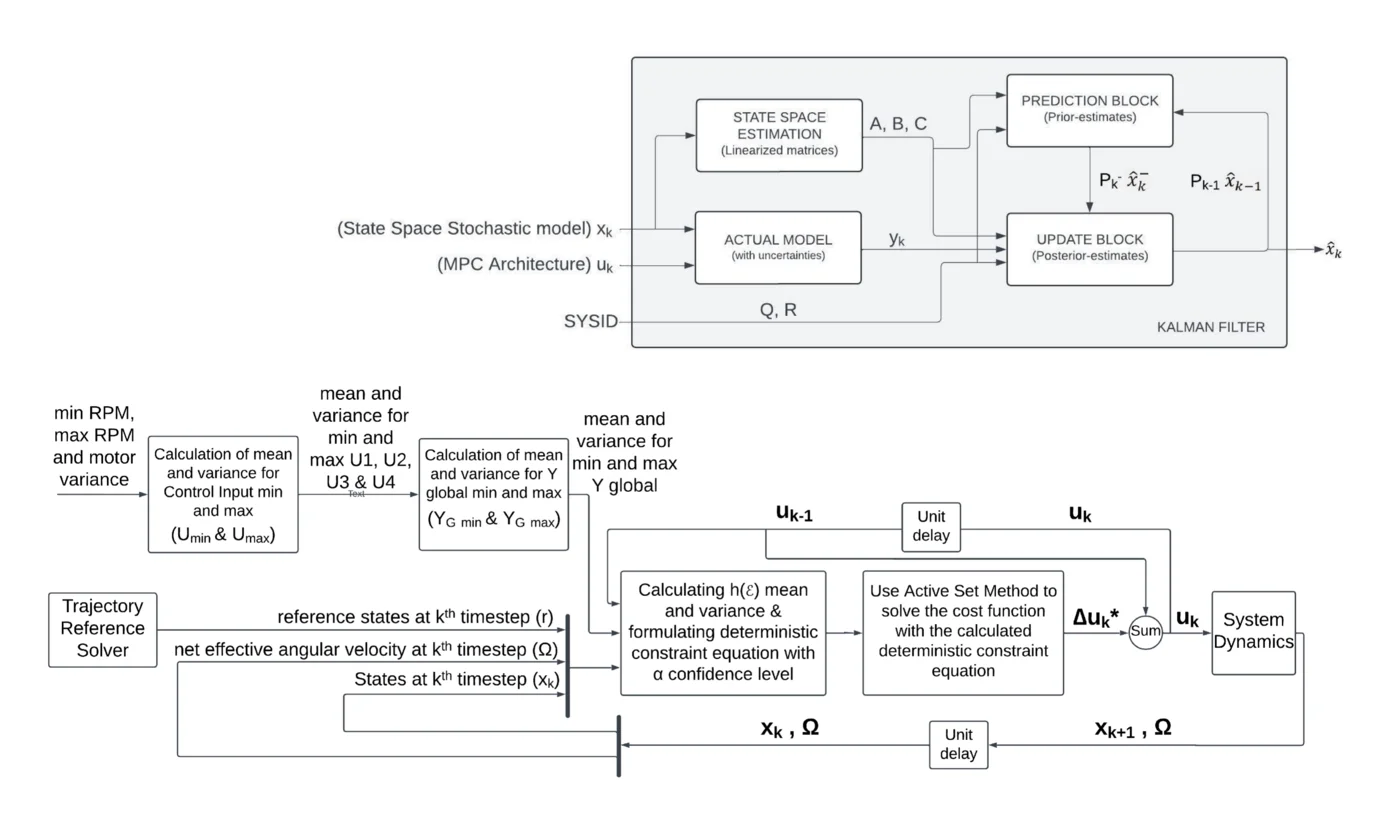 STATE SPACE
ESTIMATION
(Linearized matrices)
A, B, C
PREDICTION BLOCK
(Prior-estimates)
Pₖ⁻ x̂ₖ⁻
Pₖ₋₁ x̂ₖ₋₁
(State Space Stochastic model) xₖ
(MPC Architecture) uₖ
ACTUAL MODEL
(with uncertainties)
yₖ
UPDATE BLOCK
(Posterior-estimates)
x̂ₖ
SYSID
Q, R
KALMAN FILTER
min RPM,
max RPM
and motor
variance
Calculation of mean
and variance for
Control Input min
and max
(Uₘᵢₙ & Uₘₐₓ)
mean and
variance for
min and
max U1, U2,
U3 & U4
Text
Calculation of mean
and variance for Y
global min and max
(Y_G min & Y_G max)
mean and
variance for
min and max
Y global
uₖ₋₁
Unit
delay
uₖ
Trajectory
Reference
Solver
reference states at kᵗʰ timestep (r)
net effective angular velocity at kᵗʰ timestep (Ω)
States at kᵗʰ timestep (xₖ)
Calculating h(ℰ) mean
and variance &
formulating deterministic
constraint equation with
α confidence level
Use Active Set Method to
solve the cost function
with the calculated
deterministic constraint
equation
Δuₖ*
Sum
uₖ
System
Dynamics
xₖ , Ω
Unit
delay
xₖ₊₁ , Ω